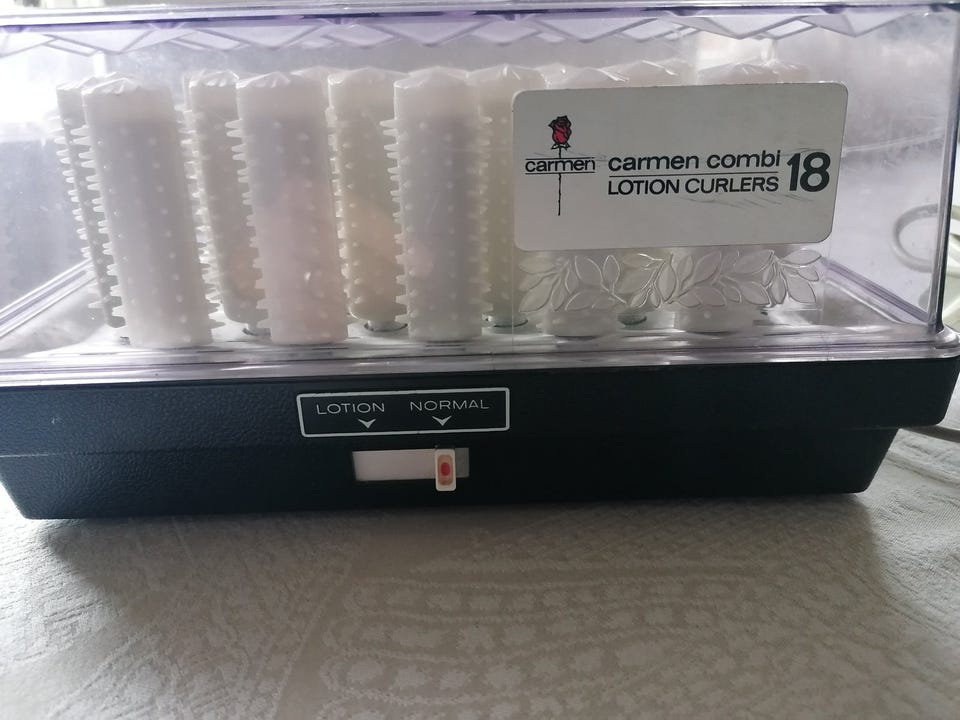 carmen
carmen combi 18
LOTION CURLERS
LOTION NORMAL